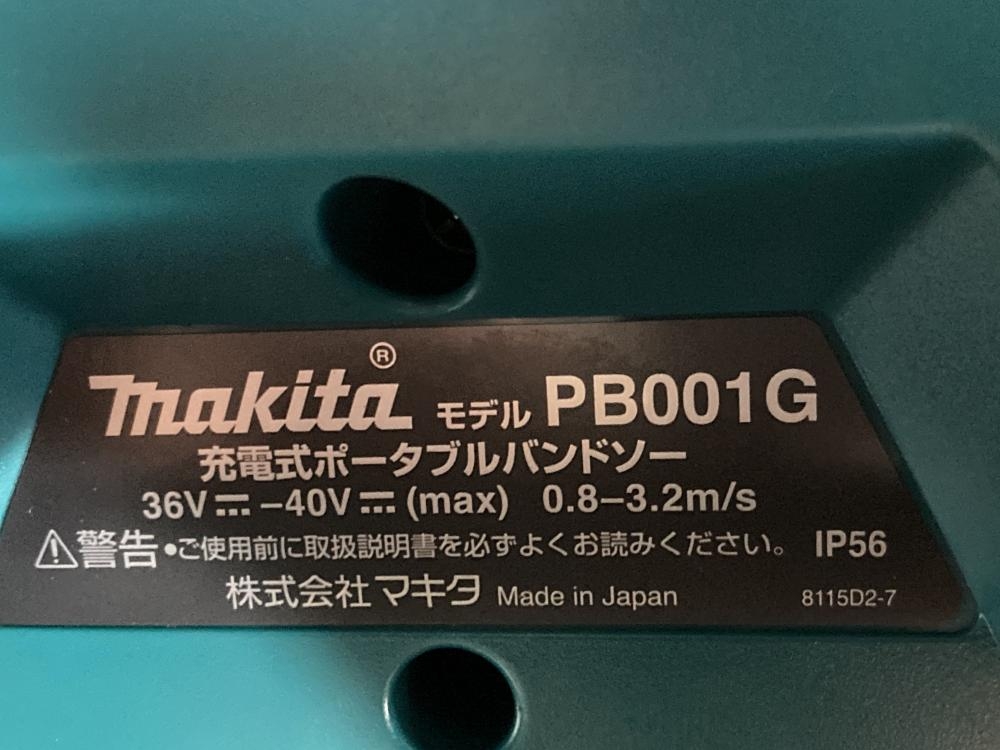 makita® モデル PB001G
充電式ポータブルバンドソー
36V⎓–40V⎓(max) 0.8–3.2m/s
⚠警告 •ご使用前に取扱説明書を必ずよくお読みください。 IP56
株式会社マキタ Made in Japan 8115D2-7